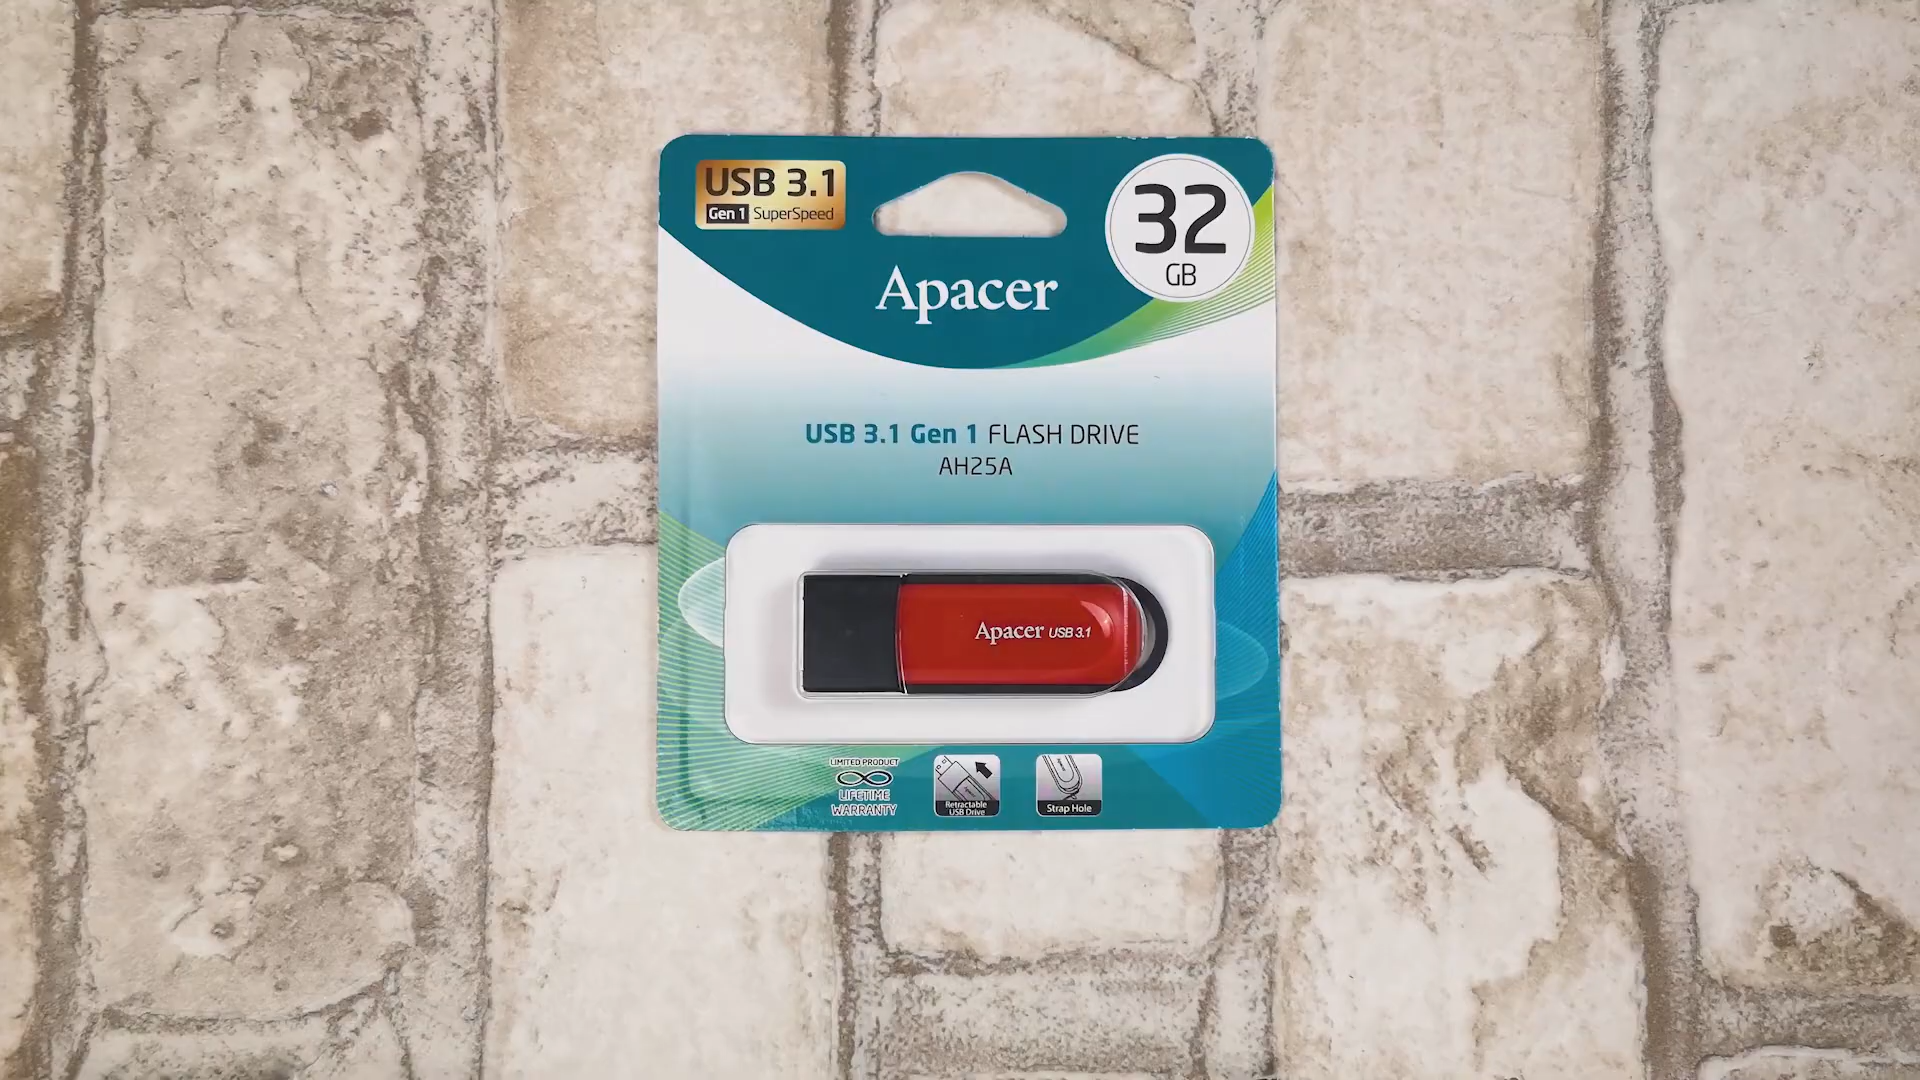 USB 3.1
Gen 1 SuperSpeed
32
GB
Apacer
USB 3.1 Gen 1 FLASH DRIVE
AH25A
Apacer USB 3.1
LIMITED PRODUCT
LIFETIME
WARRANTY
Retractable
USB Drive
Strap Hole